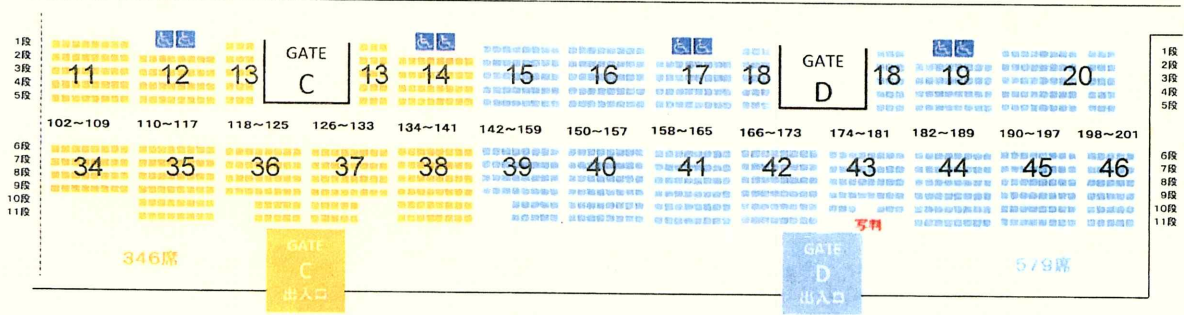 1段
2段
3段
4段
5段
11
12
13
GATE
C
13
14
15
16
17
18
GATE
D
18
19
20
1段
2段
3段
4段
5段
102~109
110~117
118~125
126~133
134~141
142~159
150~157
158~165
166~173
174~181
182~189
190~197
198~201
6段
7段
8段
9段
10段
11段
34
35
36
37
38
39
40
41
42
43
44
45
46
6段
7段
8段
9段
10段
11段
写判
346席
GATE
C
出入口
GATE
D
出入口
579席